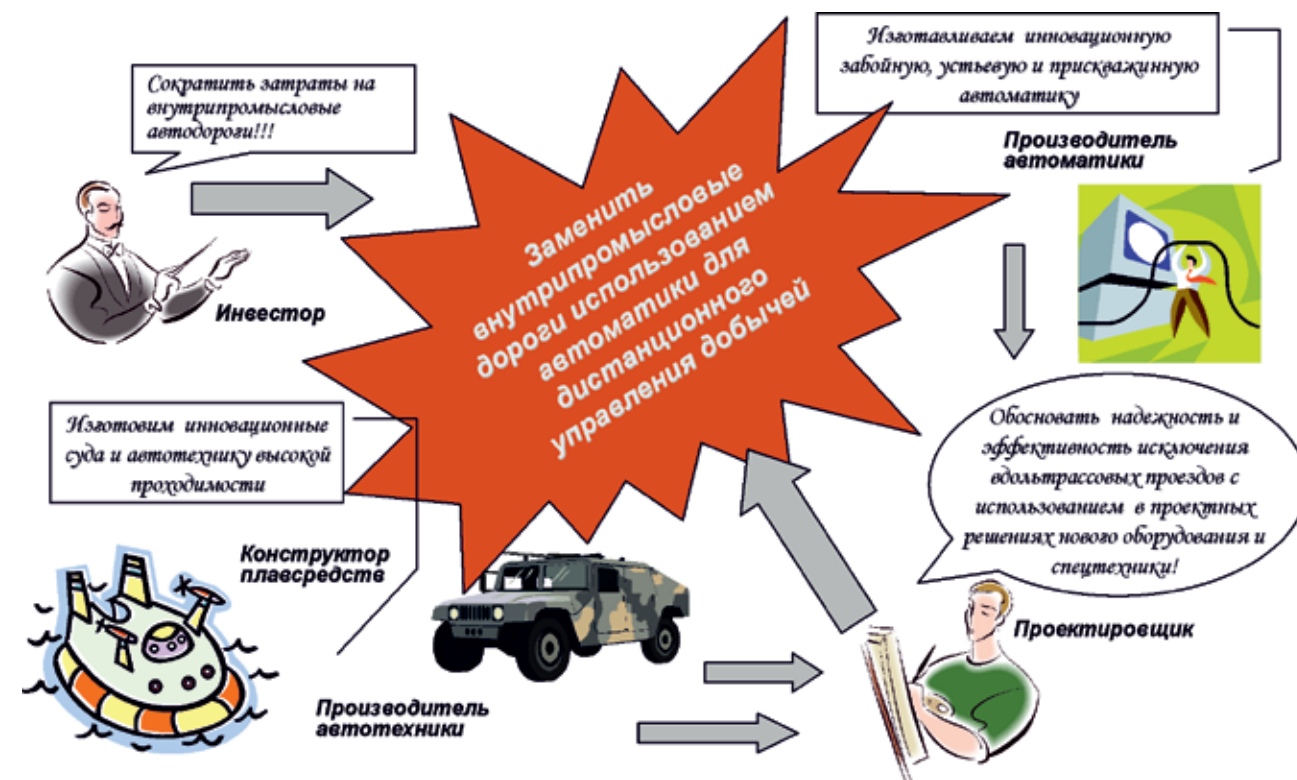 Сократить затраты на
внутрипромысловые
автодороги!!!
Инвестор
Изготавливаем инновационную
забойную, устьевую и прискважинную
автоматику
Производитель
автоматики
Заменить
внутрипромысловые
дороги использованием
автоматики для
дистанционного
управления добычей
Изготовим инновационные
суда и автотехнику высокой
проходимости
Конструктор
плавсредств
Производитель
автотехники
Обосновать надежность и
эффективность исключения
вдольтрассовых проездов с
использованием в проектных
решениях нового оборудования и
спецтехники!
Проектировщик